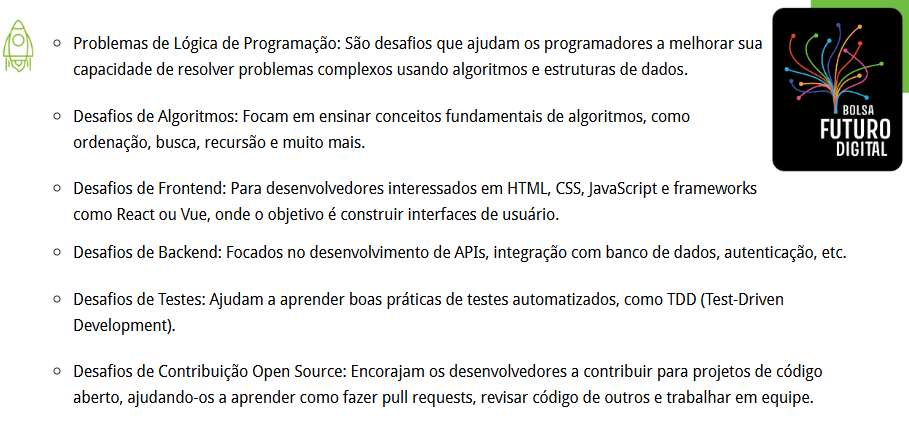 Problemas de Lógica de Programação: São desafios que ajudam os programadores a melhorar sua
capacidade de resolver problemas complexos usando algoritmos e estruturas de dados.
Desafios de Algoritmos: Focam em ensinar conceitos fundamentais de algoritmos, como
ordenação, busca, recursão e muito mais.
Desafios de Frontend: Para desenvolvedores interessados em HTML, CSS, JavaScript e frameworks
como React ou Vue, onde o objetivo é construir interfaces de usuário.
Desafios de Backend: Focados no desenvolvimento de APIs, integração com banco de dados, autenticação, etc.
Desafios de Testes: Ajudam a aprender boas práticas de testes automatizados, como TDD (Test-Driven
Development).
Desafios de Contribuição Open Source: Encorajam os desenvolvedores a contribuir para projetos de código
aberto, ajudando-os a aprender como fazer pull requests, revisar código de outros e trabalhar em equipe.
BOLSA
FUTURO
DIGITAL